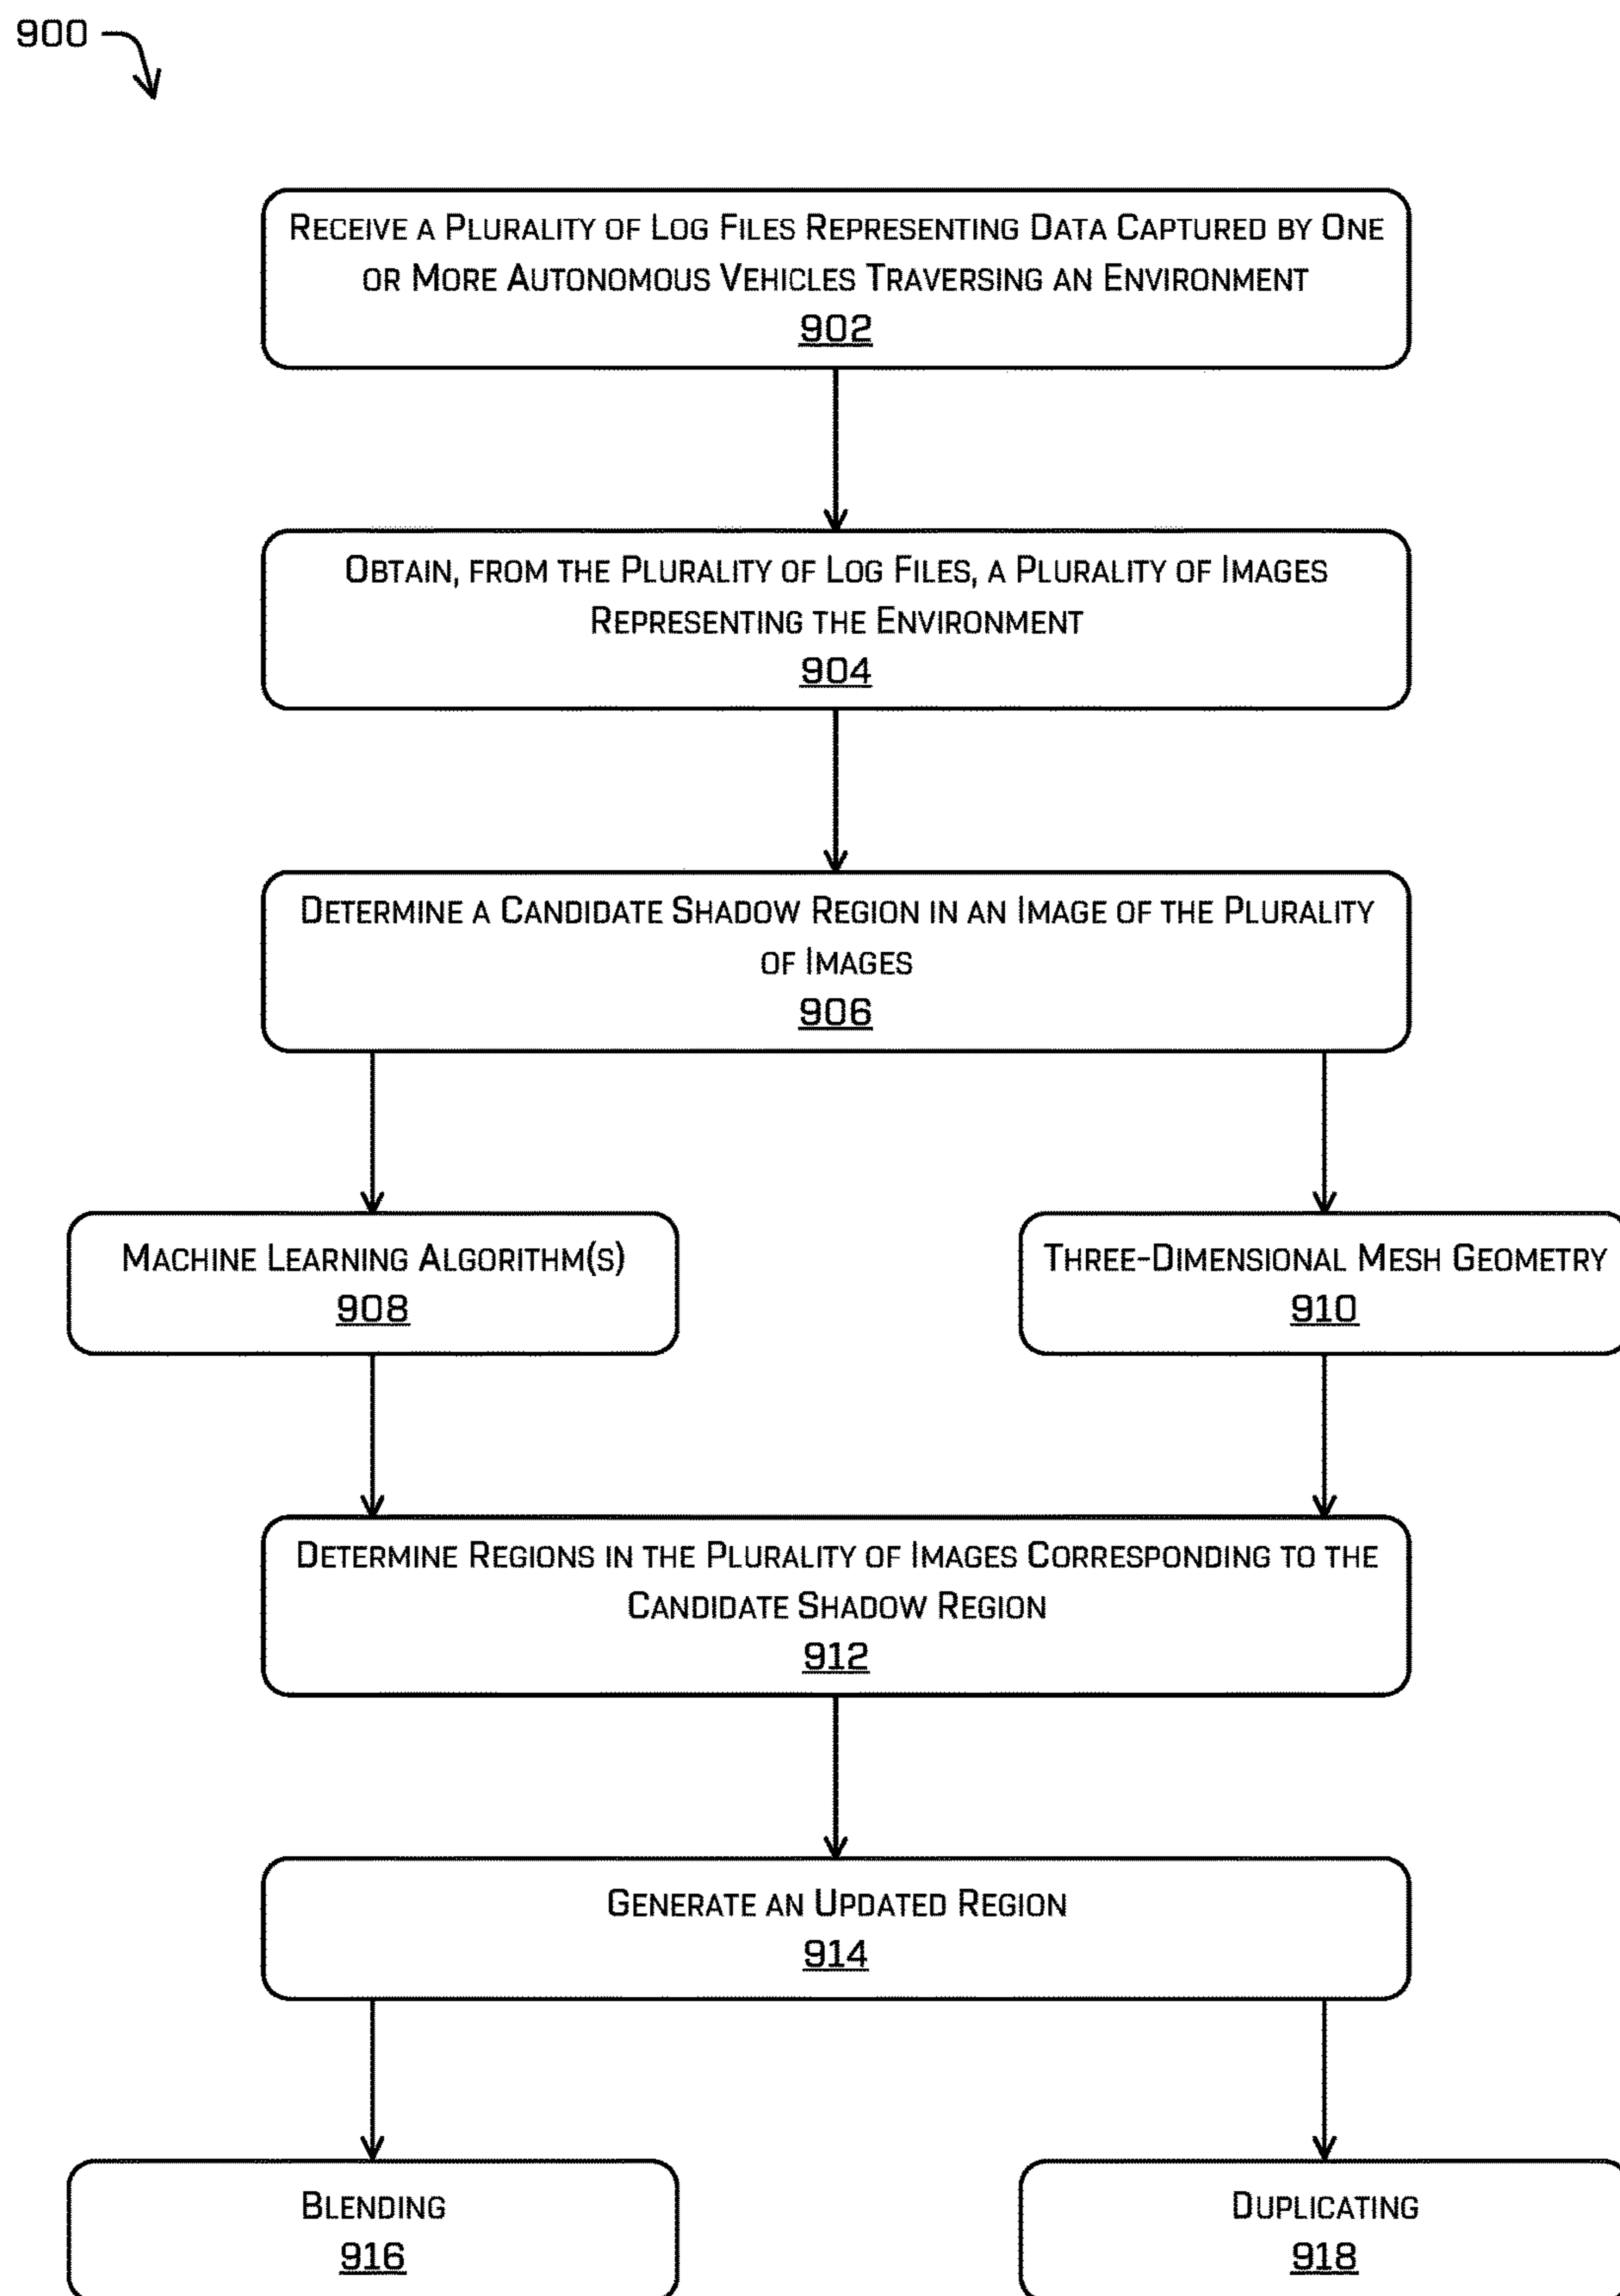 900
Receive a Plurality of Log Files Representing Data Captured by One
or More Autonomous Vehicles Traversing an Environment
902
Obtain, from the Plurality of Log Files, a Plurality of Images
Representing the Environment
904
Determine a Candidate Shadow Region in an Image of the Plurality
of Images
906
Machine Learning Algorithm(s)
908
Three-Dimensional Mesh Geometry
910
Determine Regions in the Plurality of Images Corresponding to the
Candidate Shadow Region
912
Generate an Updated Region
914
Blending
916
Duplicating
918